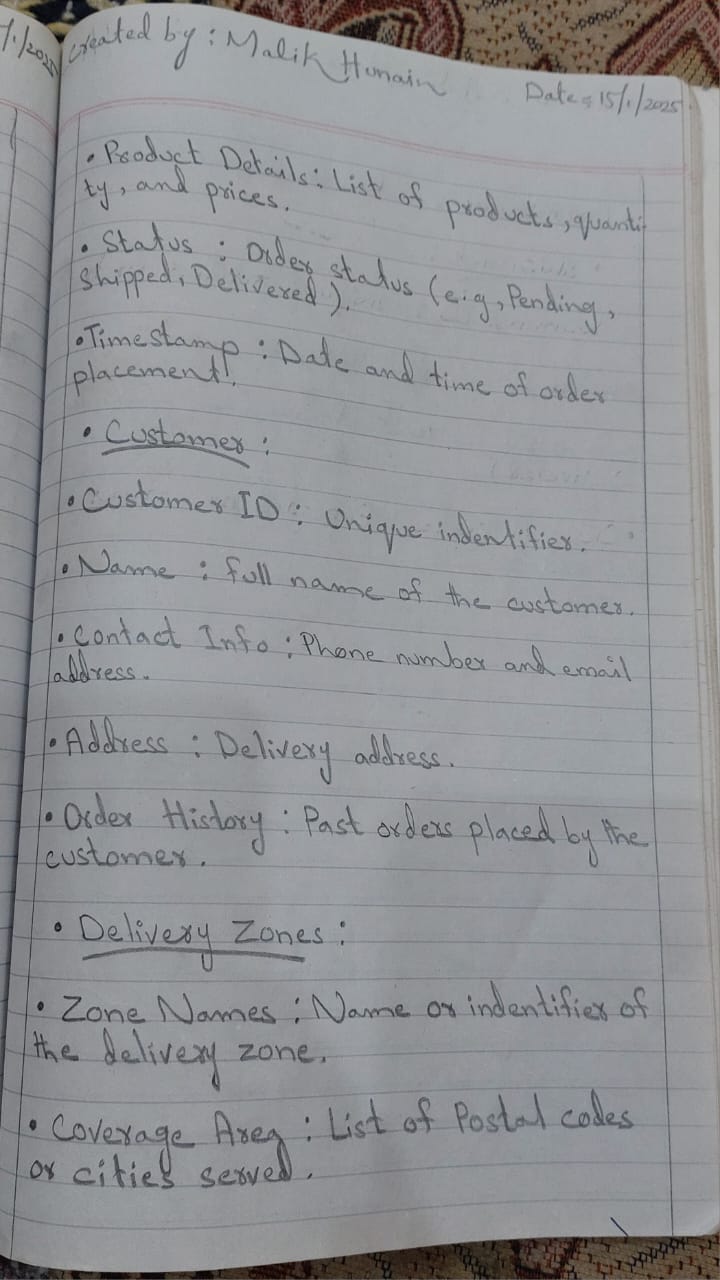 1/1/2025
Created by : Malik Hunain
Date = 15/1/2025
• Product Details: List of products, quanti
ty, and prices.
• Status : Order status (e.g, Pending,
Shipped, Delivered).
• Timestamp : Date and time of order
placement.
• Customer :
• Customer ID : Unique indentifier.
• Name : full name of the customer.
• Contact Info : Phone number and email
address.
• Address : Delivery address.
• Order History : Past orders placed by the
customer.
• Delivery Zones :
• Zone Names : Name or indentifier of
the delivery zone.
• Coverage Area : List of Postal codes
or cities served.